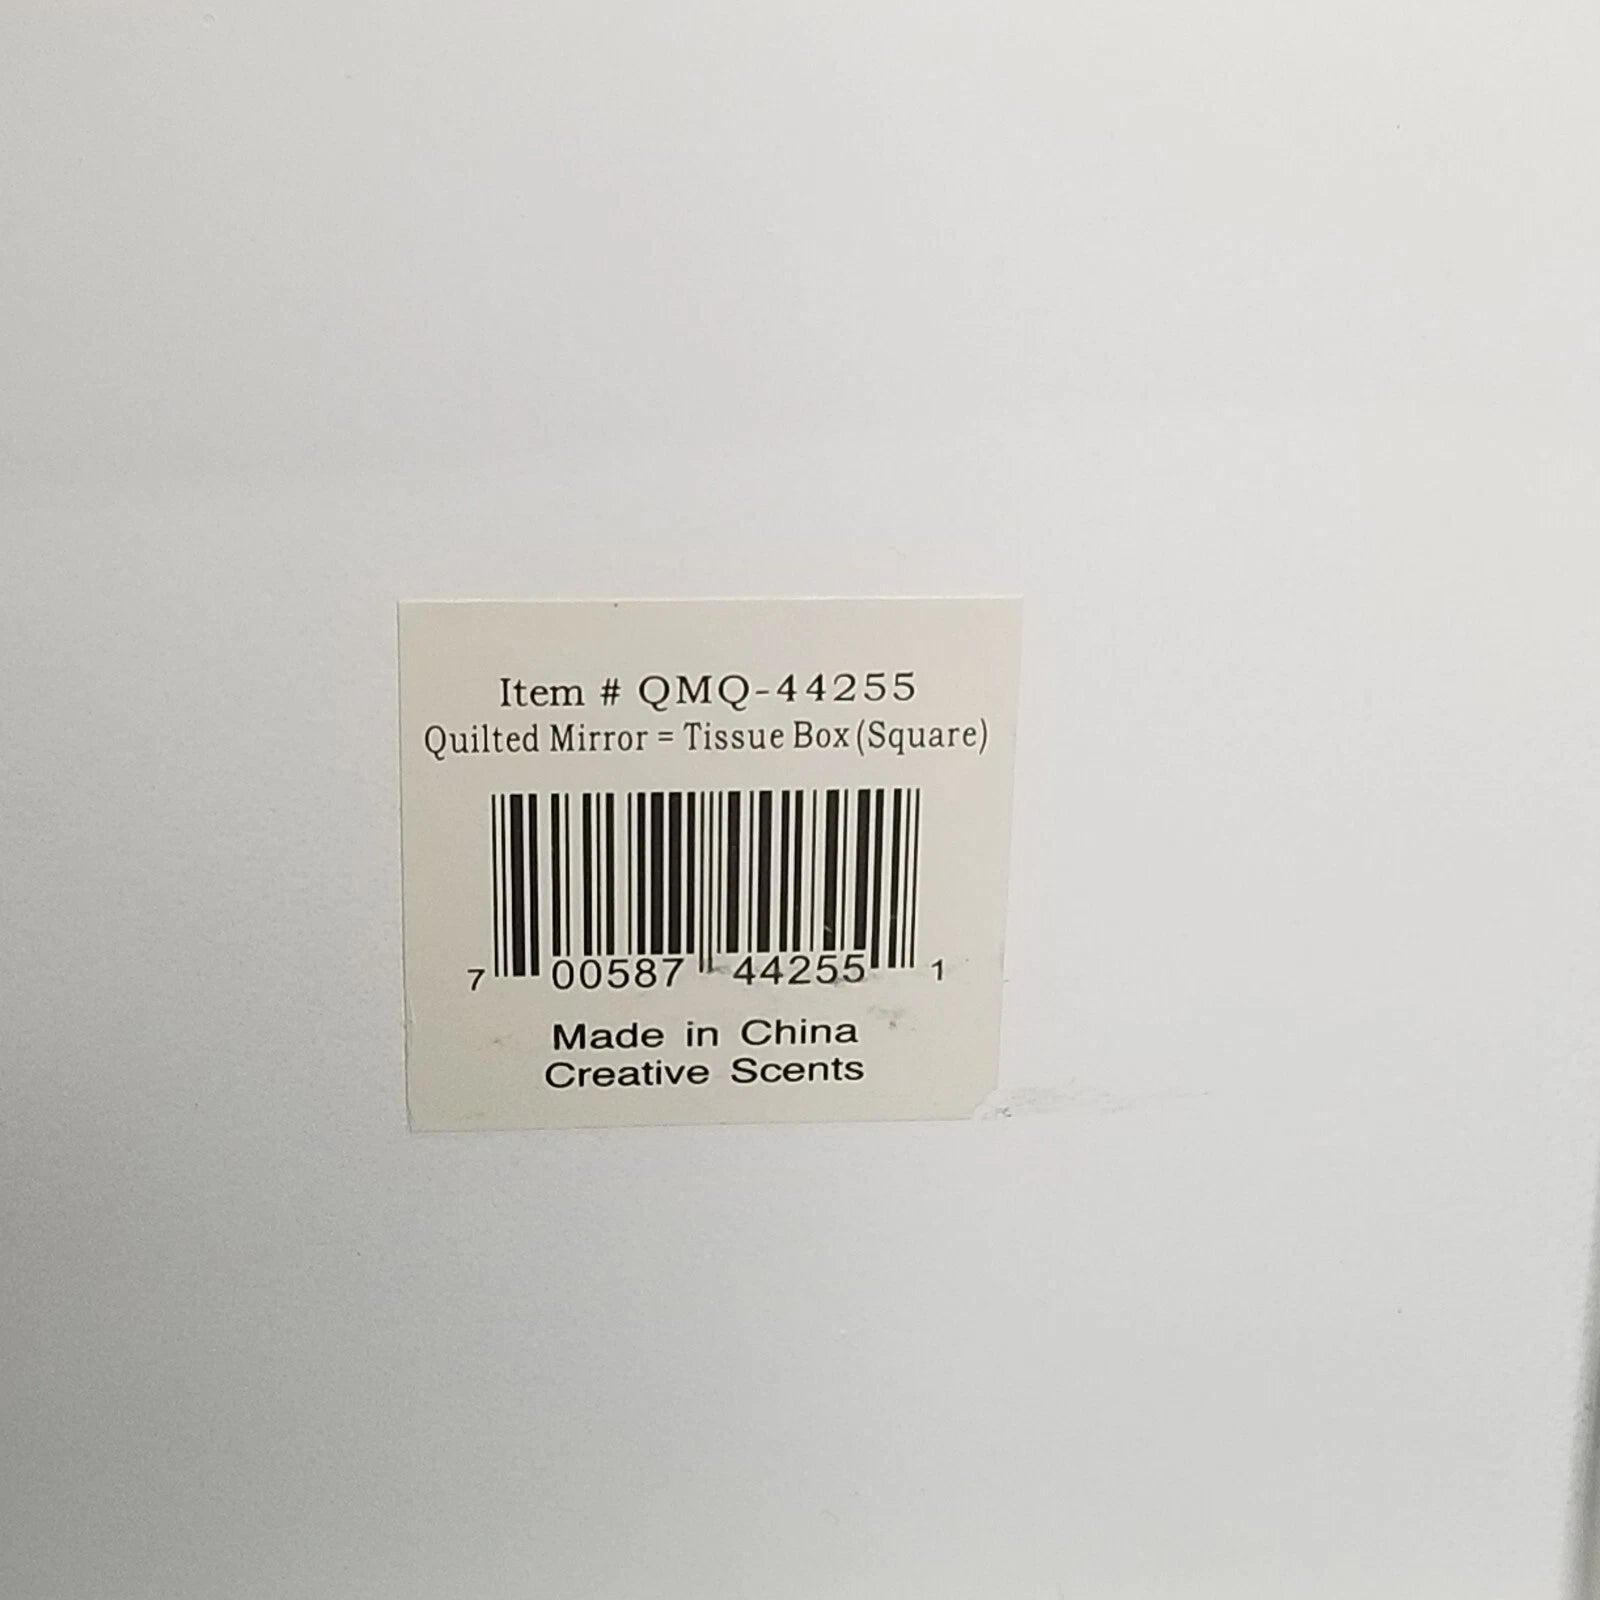 Item # QMQ-44255
Quilted Mirror = Tissue Box (Square)
7 00587 44255 1
Made in China
Creative Scents